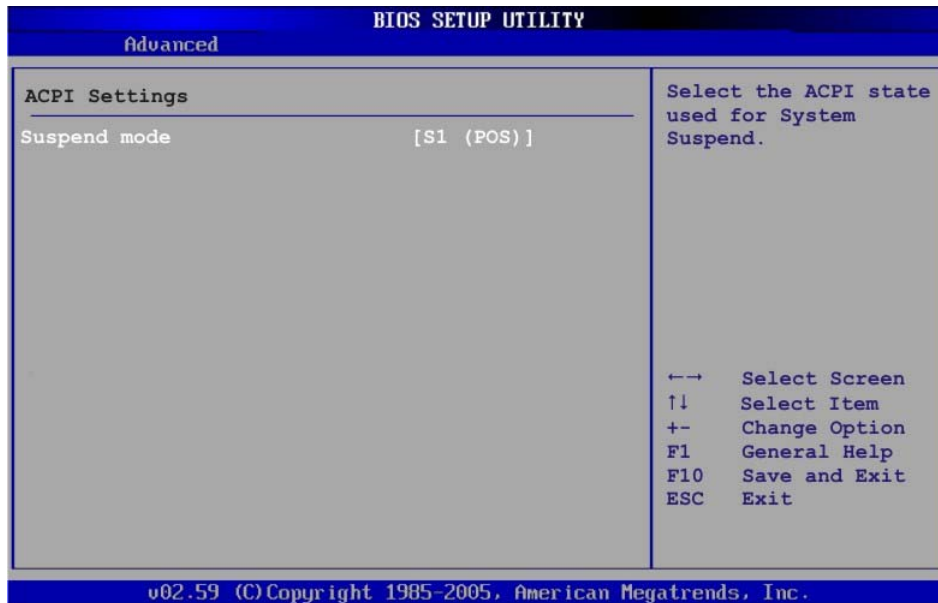 BIOS SETUP UTILITY
Advanced
ACPI Settings
Suspend mode [S1 (POS)]
Select the ACPI state
used for System
Suspend.
←→ Select Screen
↑↓ Select Item
+- Change Option
F1 General Help
F10 Save and Exit
ESC Exit
v02.59 (C)Copyright 1985-2005, American Megatrends, Inc.